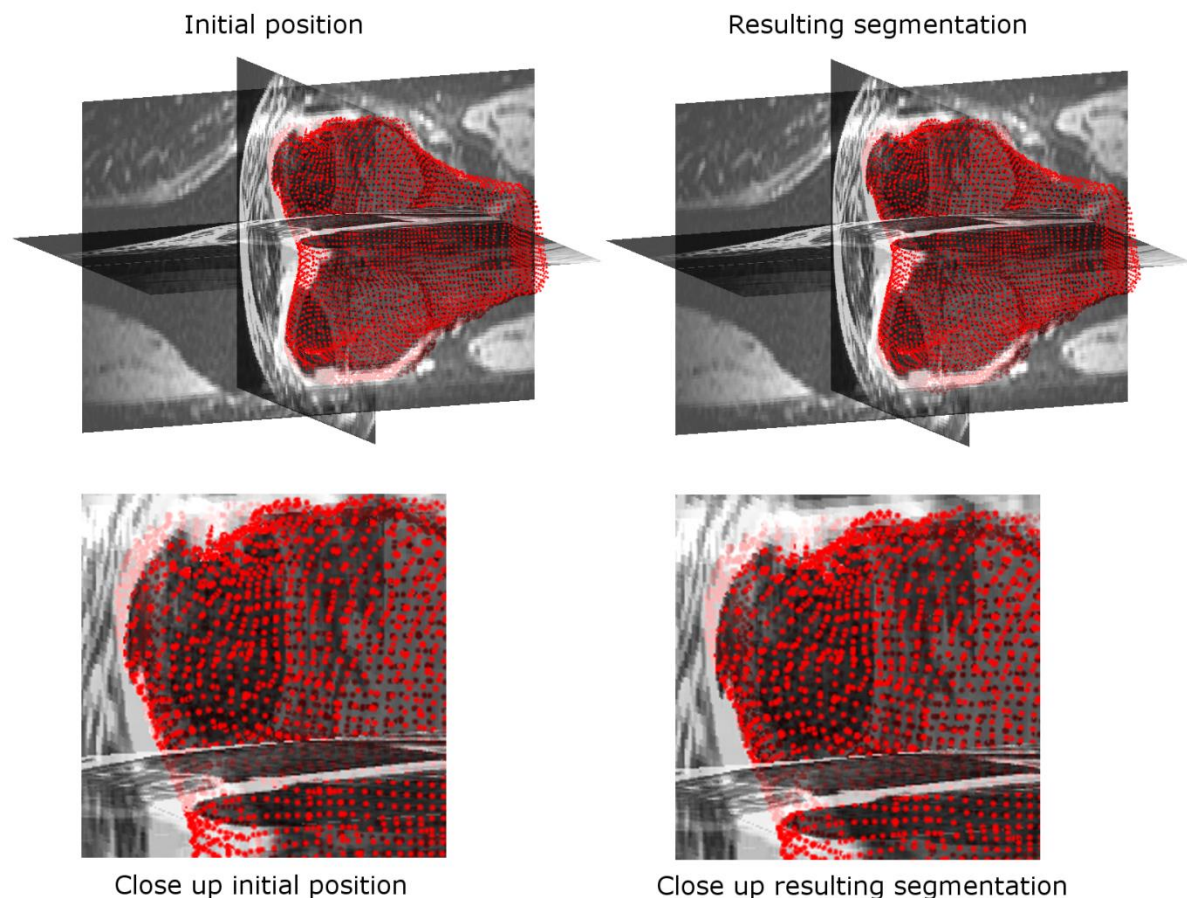 Initial position
Resulting segmentation
Close up initial position
Close up resulting segmentation